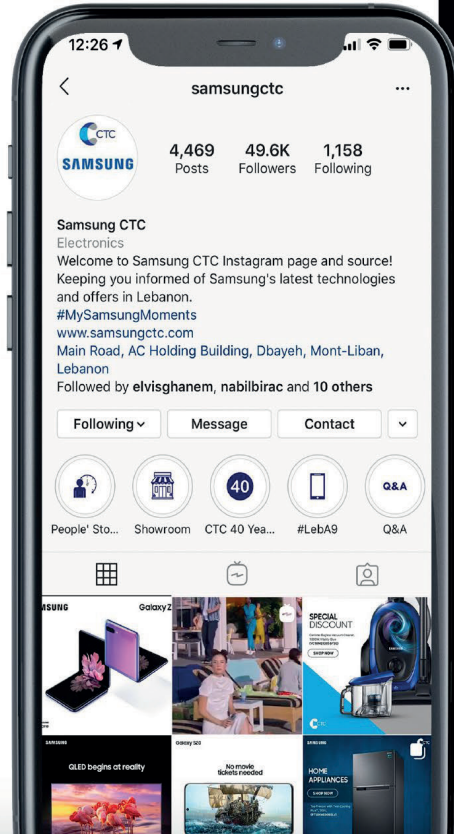 12:26
samsungctc
CTC
SAMSUNG
4,469 49.6K 1,158
Posts Followers Following
Samsung CTC
Electronics
Welcome to Samsung CTC Instagram page and source!
Keeping you informed of Samsung's latest technologies
and offers in Lebanon.
#MySamsungMoments
www.samsungctc.com
Main Road, AC Holding Building, Dbayeh, Mont-Liban,
Lebanon
Followed by elvisghanem, nabilbirac and 10 others
Following Message Contact
40 Q&A
People' Sto... Showroom CTC 40 Yea... #LebA9 Q&A
MSUNG Galaxy Z
SPECIAL
DISCOUNT
SHOP NOW
SAMSUNG
CTC
SAMSUNG
QLED begins at reality
Galaxy S20
No movie
tickets needed
SAMSUNG
HOME
APPLIANCES
SHOP NOW